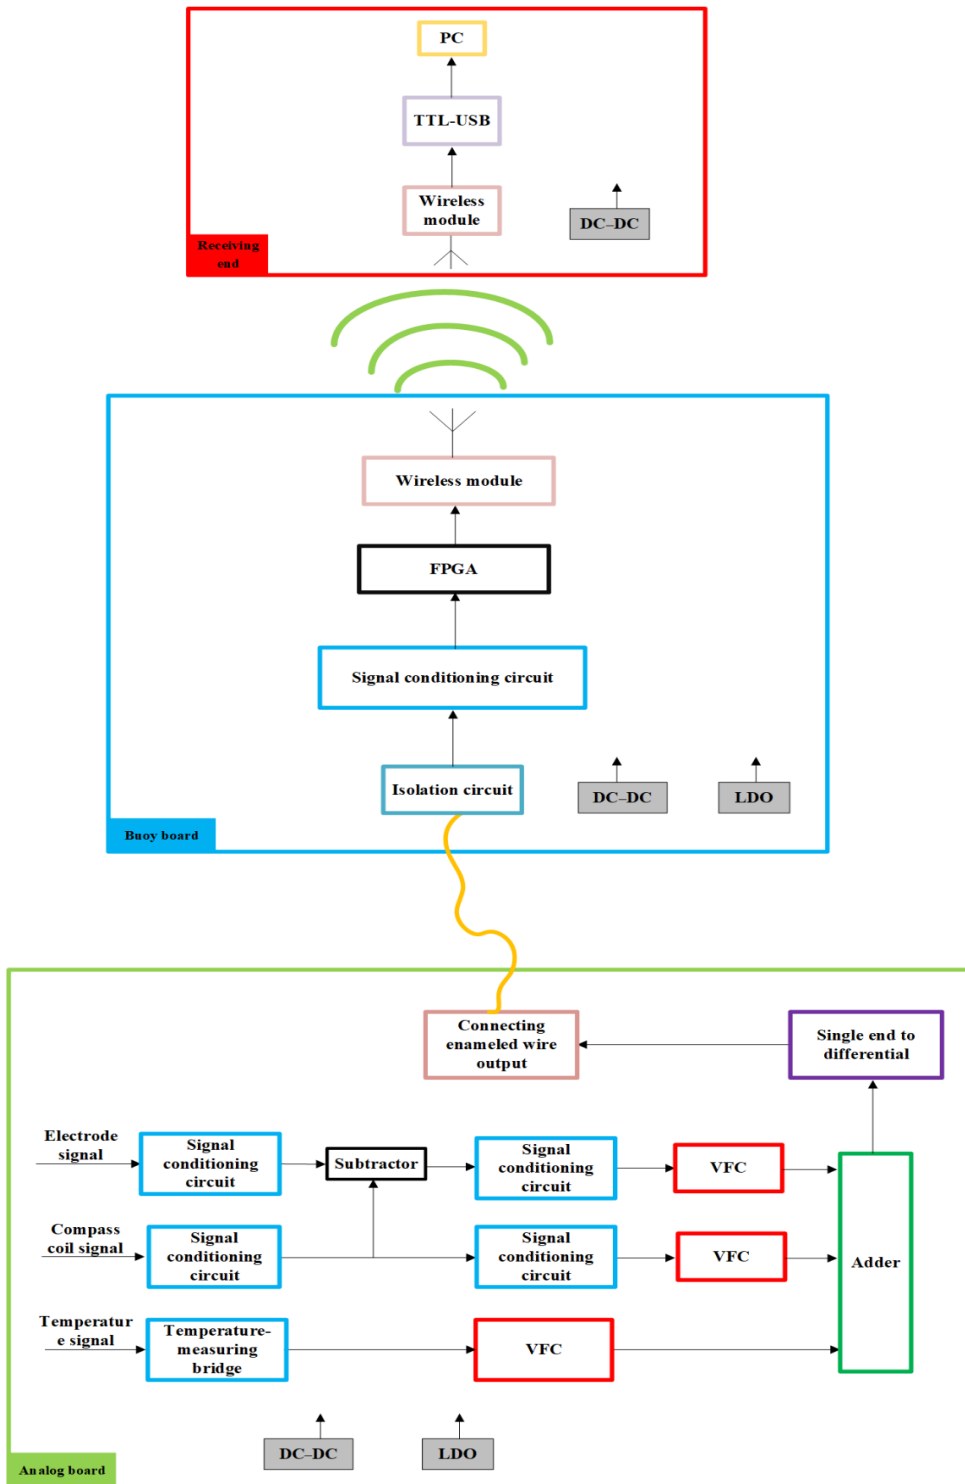 PC
TTL-USB
Wireless
module
DC–DC
Receiving
end
Wireless module
FPGA
Signal conditioning circuit
Isolation circuit
DC–DC
LDO
Buoy board
Connecting
enameled wire
output
Single end to
differential
Electrode
signal
Signal
conditioning
circuit
Subtractor
Signal
conditioning
circuit
VFC
Compass
coil signal
Signal
conditioning
circuit
Signal
conditioning
circuit
VFC
Adder
Temperatur
e signal
Temperature-
measuring
bridge
VFC
DC–DC
LDO
Analog board